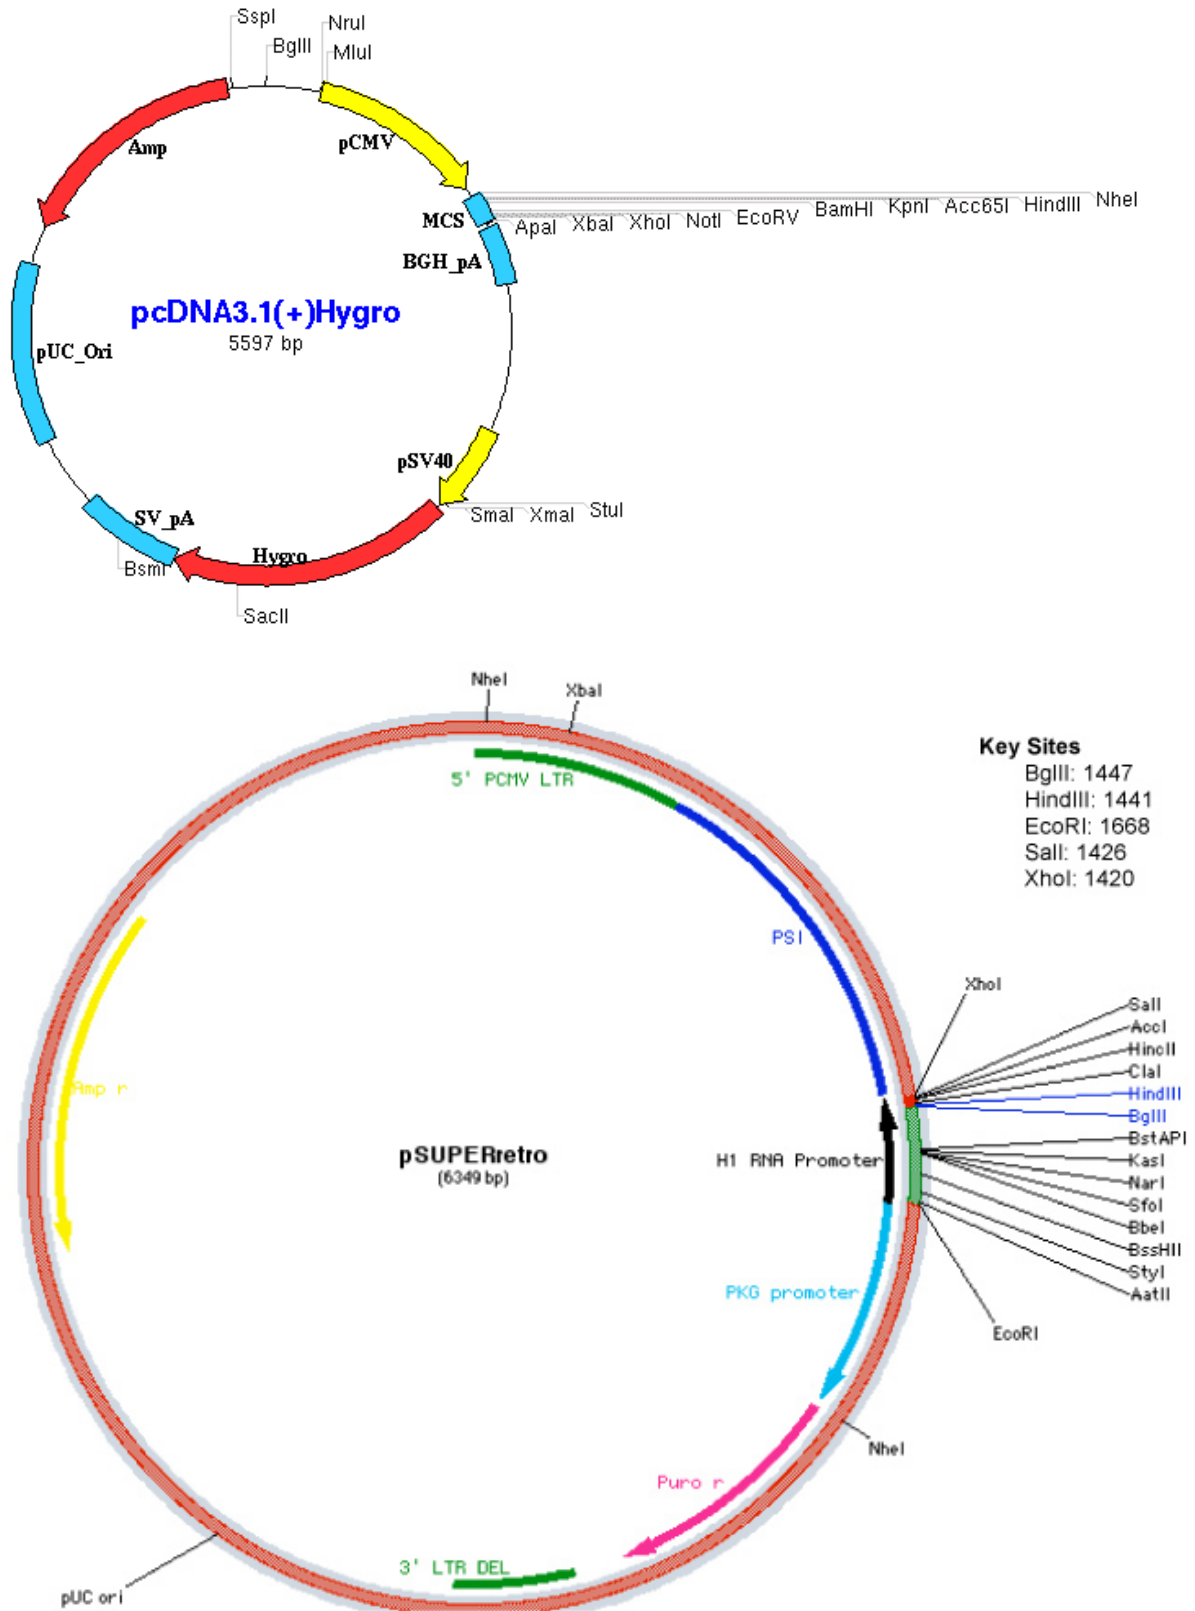 SspI
BglII
NruI
MluI
Amp
pCMV
MCS
ApaI XbaI XhoI NotI EcoRV BamHI KpnI Acc65I HindIII NheI
BGH_pA
pcDNA3.1(+)Hygro
5597 bp
pUC_Ori
pSV40
SmaI XmaI StuI
SV_pA
Hygro
BsmI
SacII
NheI
XbaI
Key Sites
BglII: 1447
HindIII: 1441
EcoRI: 1668
SalI: 1426
XhoI: 1420
5' PCMV LTR
PSI
XhoI
SalI
AccI
HincII
ClaI
HindIII
BglII
BstAPI
KasI
NarI
SfoI
BbeI
BssHII
StyI
AatII
EcoRI
Amp r
pSUPERretro
(6349 bp)
H1 RNA Promoter
PKG promoter
NheI
Puro r
3' LTR DEL
pUC ori